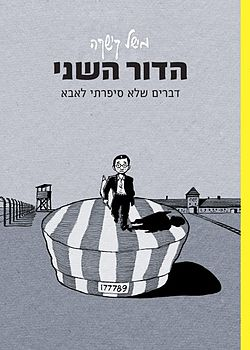 מישל קישקה
הדור השני
דברים שלא סיפרתי לאבא
177789